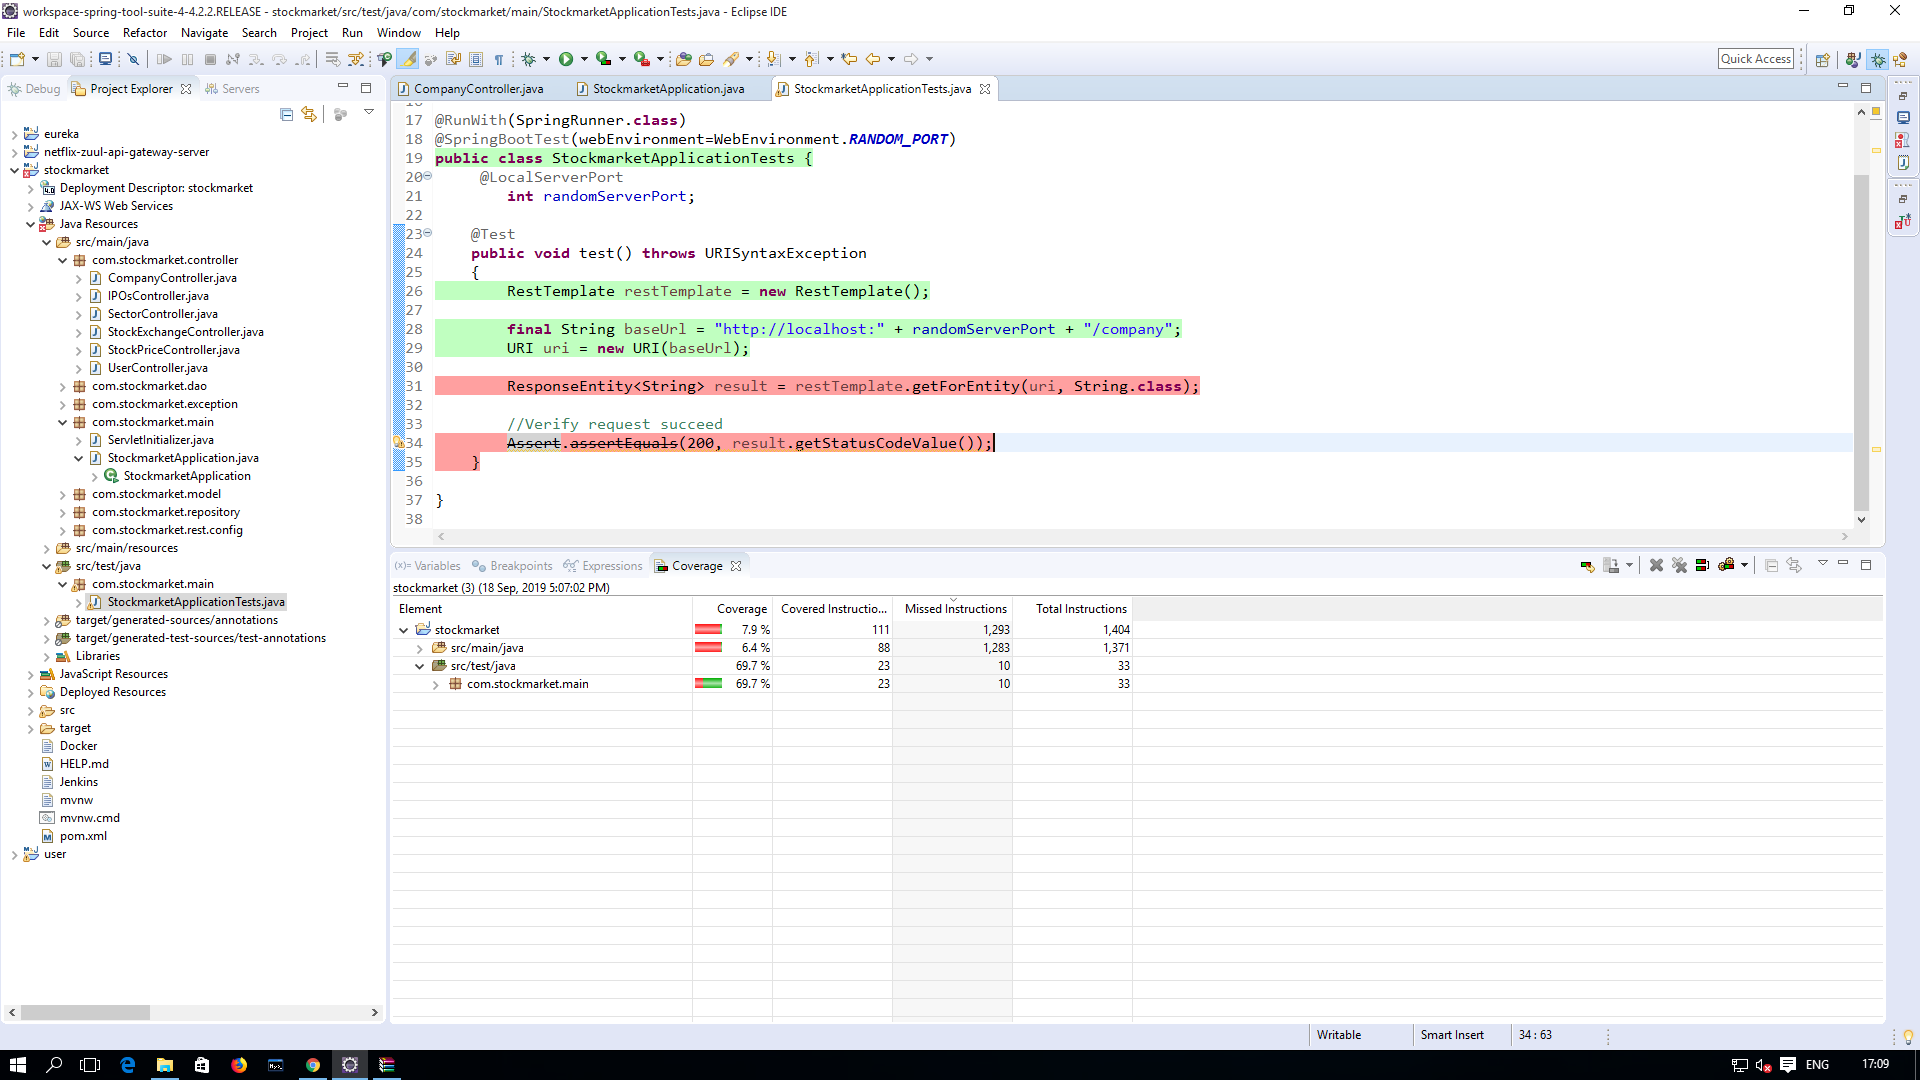 workspace-spring-tool-suite-4-4.2.2.RELEASE - stockmarket/src/test/java/com/stockmarket/main/StockmarketApplicationTests.java - Eclipse IDE
File Edit Source Refactor Navigate Search Project Run Window Help
Quick Access
Debug Project Explorer Servers
CompanyController.java StockmarketApplication.java StockmarketApplicationTests.java
eureka
netflix-zuul-api-gateway-server
stockmarket
Deployment Descriptor: stockmarket
JAX-WS Web Services
Java Resources
src/main/java
com.stockmarket.controller
CompanyController.java
IPOsController.java
SectorController.java
StockExchangeController.java
StockPriceController.java
UserController.java
com.stockmarket.dao
com.stockmarket.exception
com.stockmarket.main
ServletInitializer.java
StockmarketApplication.java
StockmarketApplication
com.stockmarket.model
com.stockmarket.repository
com.stockmarket.rest.config
src/main/resources
src/test/java
com.stockmarket.main
StockmarketApplicationTests.java
target/generated-sources/annotations
target/generated-test-sources/test-annotations
Libraries
JavaScript Resources
Deployed Resources
src
target
Docker
HELP.md
Jenkins
mvnw
mvnw.cmd
pom.xml
user
16
17 @RunWith(SpringRunner.class)
18 @SpringBootTest(webEnvironment=WebEnvironment.RANDOM_PORT)
19 public class StockmarketApplicationTests {
20 @LocalServerPort
21 int randomServerPort;
22
23 @Test
24 public void test() throws URISyntaxException
25 {
26 RestTemplate restTemplate = new RestTemplate();
27
28 final String baseUrl = "http://localhost:" + randomServerPort + "/company";
29 URI uri = new URI(baseUrl);
30
31 ResponseEntity<String> result = restTemplate.getForEntity(uri, String.class);
32
33 //Verify request succeed
34 Assert.assertEquals(200, result.getStatusCodeValue());
35 }
36
37 }
38
(x)= Variables Breakpoints Expressions Coverage
stockmarket (3) (18 Sep, 2019 5:07:02 PM)
Element Coverage Covered Instructio... Missed Instructions Total Instructions
stockmarket 7.9 % 111 1,293 1,404
src/main/java 6.4 % 88 1,283 1,371
src/test/java 69.7 % 23 10 33
com.stockmarket.main 69.7 % 23 10 33
Writable Smart Insert 34 : 63
ENG 17:09